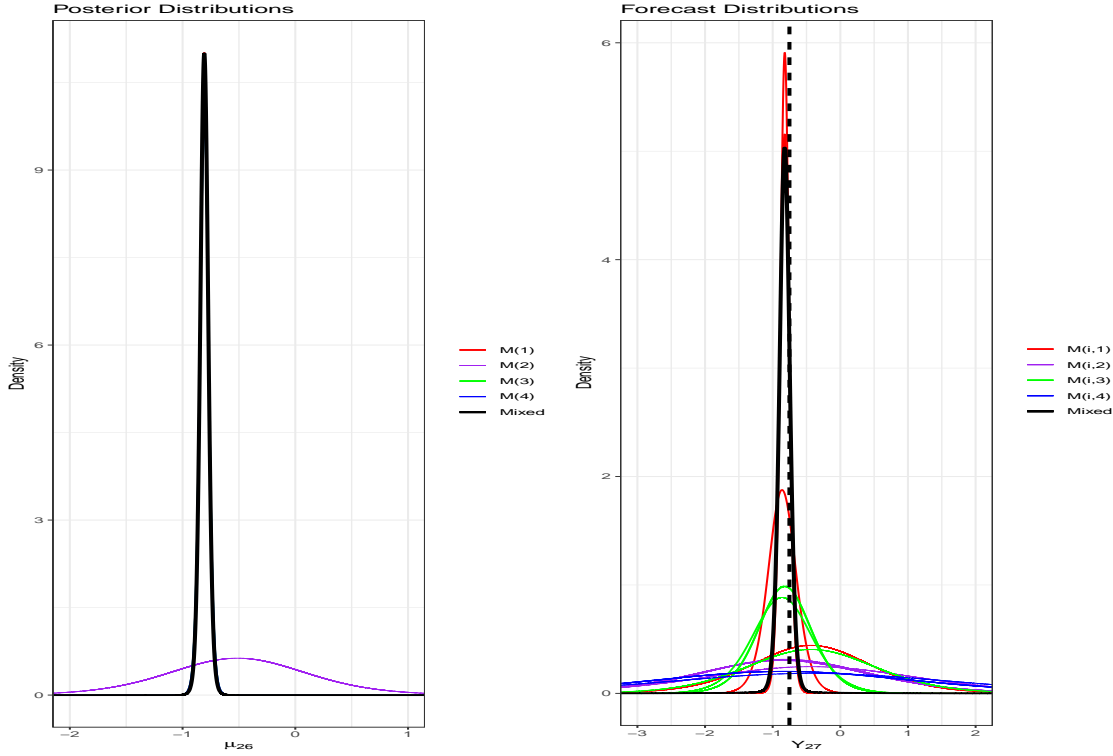 Posterior Distributions
Density
9
6
3
0
−2
−1
0
1
μ26
M(1)
M(2)
M(3)
M(4)
Mixed
Forecast Distributions
Density
6
4
2
0
−3
−2
−1
0
1
2
Y27
M(i,1)
M(i,2)
M(i,3)
M(i,4)
Mixed